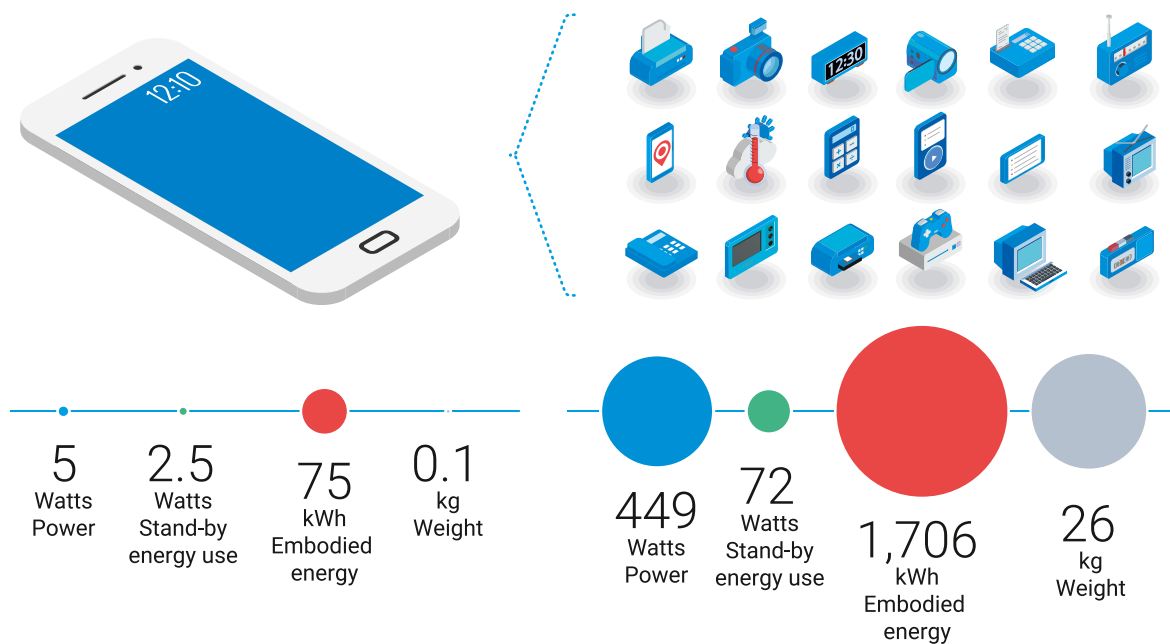 12:10
12:30
5
Watts
Power
2.5
Watts
Stand-by
energy use
75
kWh
Embodied
energy
0.1
kg
Weight
449
Watts
Power
72
Watts
Stand-by
energy use
1,706
kWh
Embodied
energy
26
kg
Weight